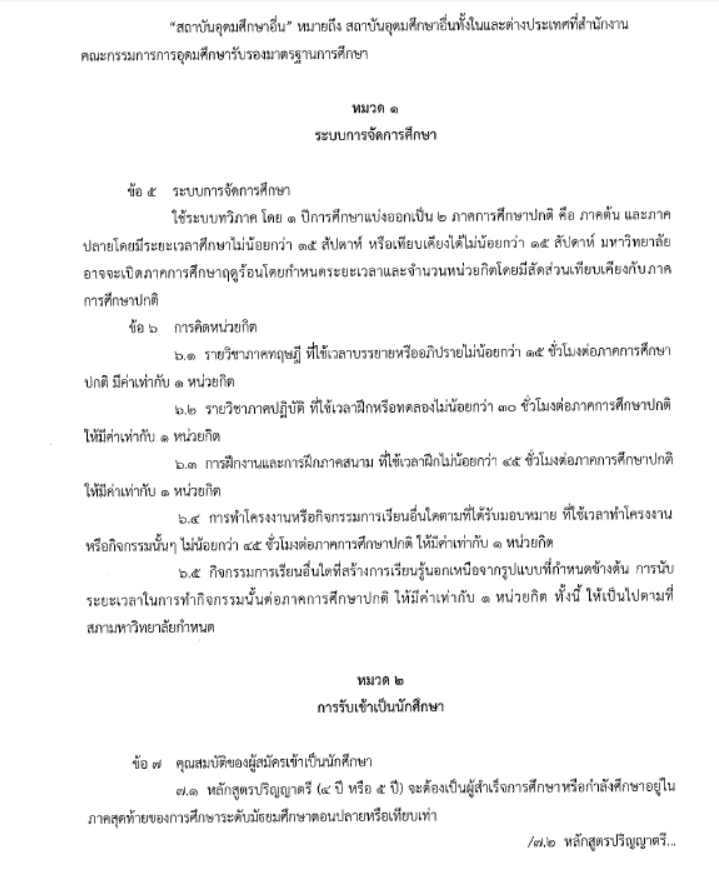 “สถาบันอุดมศึกษาอื่น” หมายถึง สถาบันอุดมศึกษาอื่นทั้งในและต่างประเทศที่สำนักงาน
คณะกรรมการการอุดมศึกษารับรองมาตรฐานการศึกษา
หมวด ๑
ระบบการจัดการศึกษา
ข้อ ๕ ระบบการจัดการศึกษา
ใช้ระบบทวิภาค โดย ๑ ปีการศึกษาแบ่งออกเป็น ๒ ภาคการศึกษาปกติ คือ ภาคต้น และภาค
ปลายโดยมีระยะเวลาศึกษาไม่น้อยกว่า ๑๕ สัปดาห์ หรือเทียบเคียงได้ไม่น้อยกว่า ๑๕ สัปดาห์ มหาวิทยาลัย
อาจจะเปิดภาคการศึกษาฤดูร้อนโดยกำหนดระยะเวลาและจำนวนหน่วยกิตโดยมีสัดส่วนเทียบเคียงกับภาค
การศึกษาปกติ
ข้อ ๖ การคิดหน่วยกิต
๖.๑ รายวิชาภาคทฤษฎี ที่ใช้เวลาบรรยายหรืออภิปรายไม่น้อยกว่า ๑๕ ชั่วโมงต่อภาคการศึกษา
ปกติ มีค่าเท่ากับ ๑ หน่วยกิต
๖.๒ รายวิชาภาคปฏิบัติ ที่ใช้เวลาฝึกหรือทดลองไม่น้อยกว่า ๓๐ ชั่วโมงต่อภาคการศึกษาปกติ
ให้มีค่าเท่ากับ ๑ หน่วยกิต
๖.๓ การฝึกงานและการฝึกภาคสนาม ที่ใช้เวลาฝึกไม่น้อยกว่า ๔๕ ชั่วโมงต่อภาคการศึกษาปกติ
ให้มีค่าเท่ากับ ๑ หน่วยกิต
๖.๔ การทำโครงงานหรือกิจกรรมการเรียนอื่นใดตามที่ได้รับมอบหมาย ที่ใช้เวลาทำโครงงาน
หรือกิจกรรมนั้นๆ ไม่น้อยกว่า ๔๕ ชั่วโมงต่อภาคการศึกษาปกติ ให้มีค่าเท่ากับ ๑ หน่วยกิต
๖.๕ กิจกรรมการเรียนอื่นใดที่สร้างการเรียนรู้นอกเหนือจากรูปแบบที่กำหนดข้างต้น การนับ
ระยะเวลาในการทำกิจกรรมนั้นต่อภาคการศึกษาปกติ ให้มีค่าเท่ากับ ๑ หน่วยกิต ทั้งนี้ ให้เป็นไปตามที่
สภามหาวิทยาลัยกำหนด
หมวด ๒
การรับเข้าเป็นนักศึกษา
ข้อ ๗ คุณสมบัติของผู้สมัครเข้าเป็นนักศึกษา
๗.๑ หลักสูตรปริญญาตรี (๔ ปี หรือ ๕ ปี) จะต้องเป็นผู้สำเร็จการศึกษาหรือกำลังศึกษาอยู่ใน
ภาคสุดท้ายของการศึกษาระดับมัธยมศึกษาตอนปลายหรือเทียบเท่า
/๗.๒ หลักสูตรปริญญาตรี...